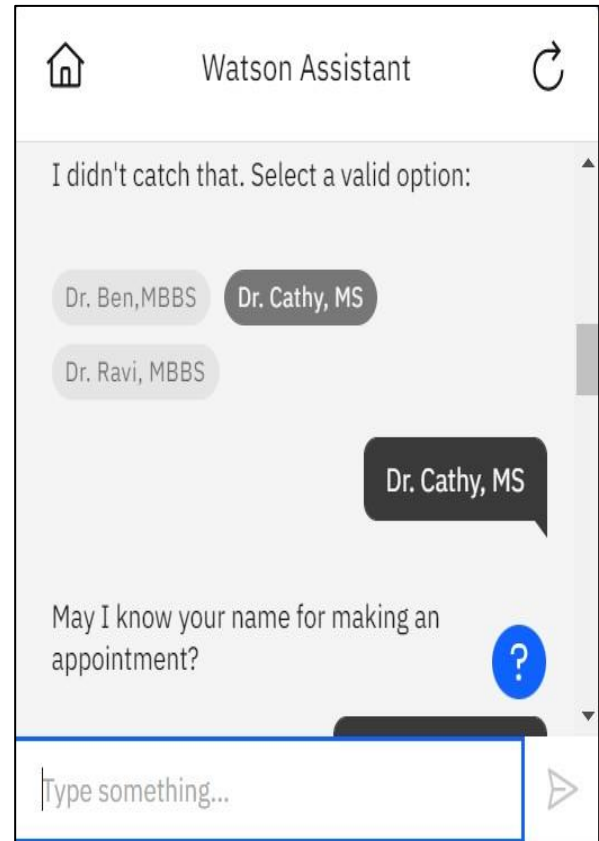 Watson Assistant
I didn't catch that. Select a valid option:
Dr. Ben,MBBS
Dr. Cathy, MS
Dr. Ravi, MBBS
Dr. Cathy, MS
May I know your name for making an
appointment?
?
Type something...